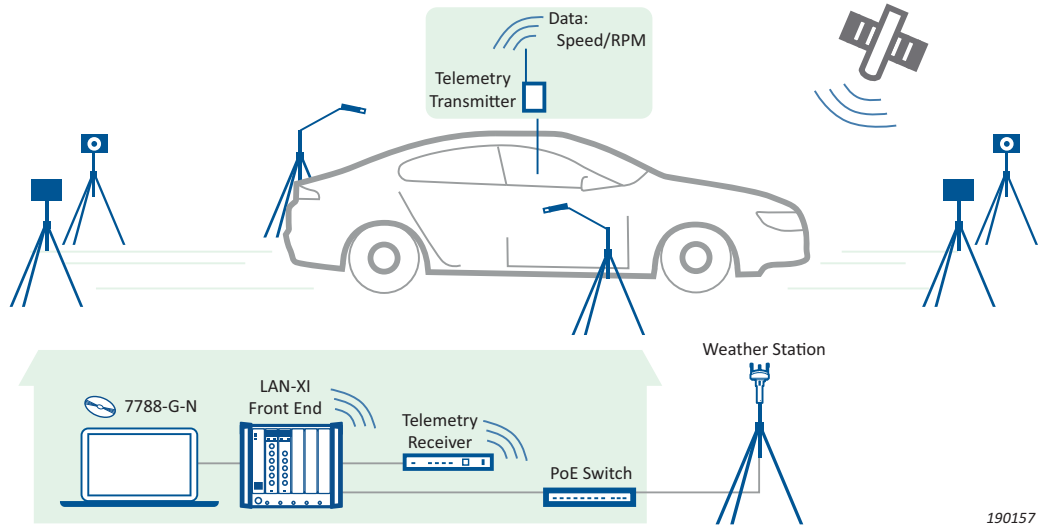 Data:
Speed/RPM
Telemetry
Transmitter
Weather Station
7788-G-N
LAN-XI
Front End
Telemetry
Receiver
PoE Switch
190157